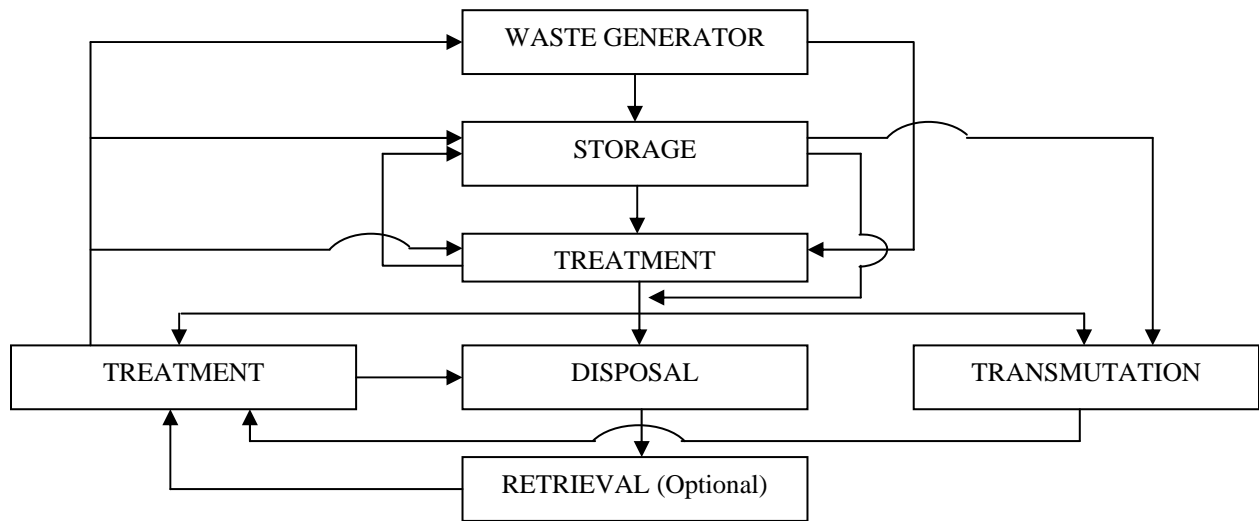 WASTE GENERATOR
STORAGE
TREATMENT
TREATMENT
DISPOSAL
TRANSMUTATION
RETRIEVAL (Optional)